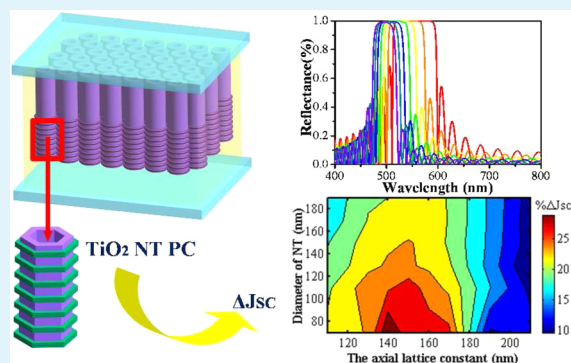 1.0
0.8
0.6
0.4
0.2
0.0
Reflectance(%)
400 500 600 700 800
Wavelength (nm)
TiO₂ NT PC
ΔJSC
%ΔJsc
180
160
140
120
100
80
Diameter of NT (nm)
120 140 160 180 200
The axial lattice constant (nm)
30
25
20
15
10